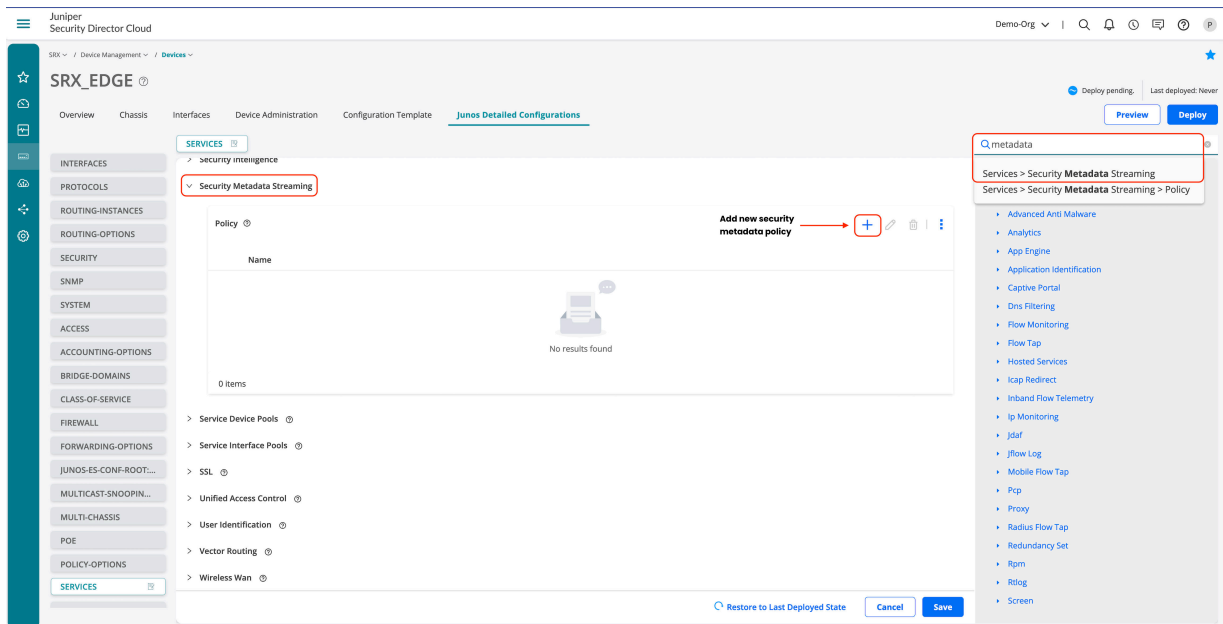 Juniper
Security Director Cloud
Demo-Org
P
SRX / Device Management / Devices
SRX_EDGE
Deploy pending.
Last deployed: Never
Overview
Chassis
Interfaces
Device Administration
Configuration Template
Junos Detailed Configurations
Preview
Deploy
SERVICES
INTERFACES
PROTOCOLS
ROUTING-INSTANCES
ROUTING-OPTIONS
SECURITY
SNMP
SYSTEM
ACCESS
ACCOUNTING-OPTIONS
BRIDGE-DOMAINS
CLASS-OF-SERVICE
FIREWALL
FORWARDING-OPTIONS
JUNOS-ES-CONF-ROOT:...
MULTICAST-SNOOPIN...
MULTI-CHASSIS
POE
POLICY-OPTIONS
SERVICES
Security Intelligence
Security Metadata Streaming
Policy
Add new security
metadata policy
Name
No results found
0 items
Service Device Pools
Service Interface Pools
SSL
Unified Access Control
User Identification
Vector Routing
Wireless Wan
Restore to Last Deployed State
Cancel
Save
metadata
Services > Security Metadata Streaming
Services > Security Metadata Streaming > Policy
Advanced Anti Malware
Analytics
App Engine
Application Identification
Captive Portal
Dns Filtering
Flow Monitoring
Flow Tap
Hosted Services
Icap Redirect
Inband Flow Telemetry
Ip Monitoring
Jdaf
Jflow Log
Mobile Flow Tap
Pcp
Proxy
Radius Flow Tap
Redundancy Set
Rpm
Rtlog
Screen